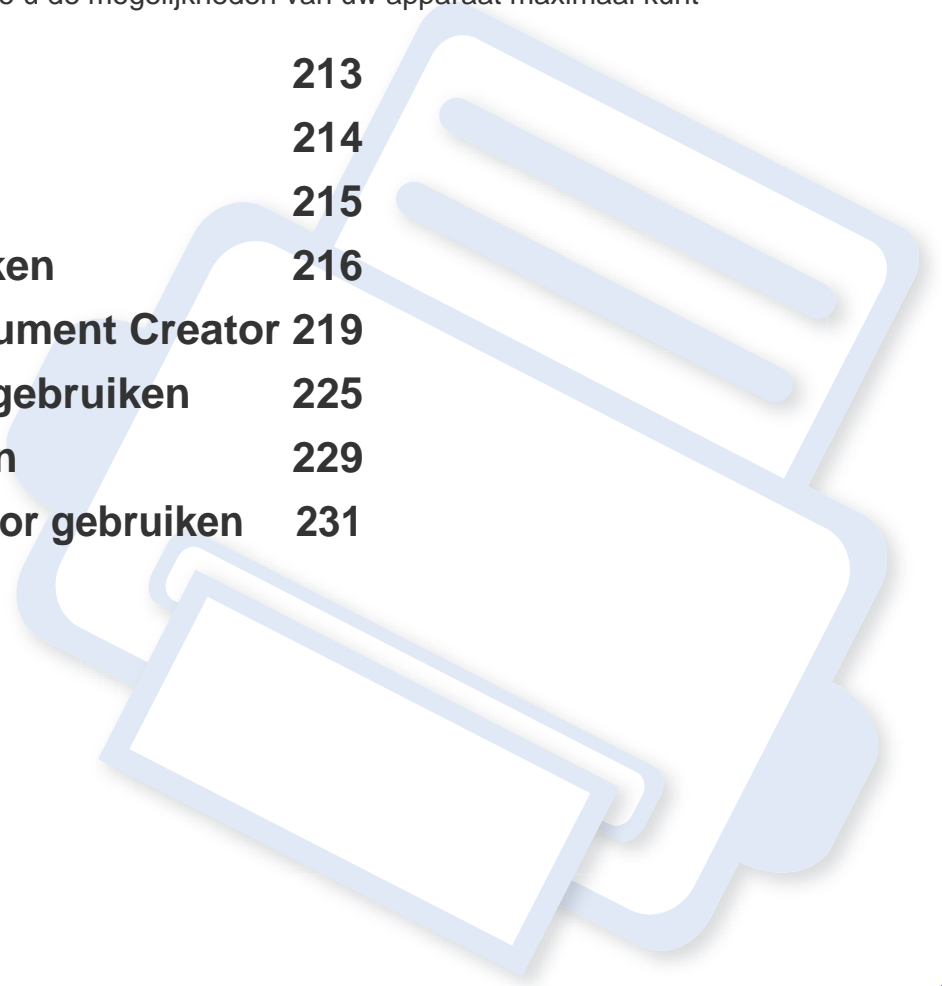 u de mogelijkheden van uw apparaat maximaal kunt
213
214
215
ken 216
ument Creator 219
gebruiken 225
n 229
or gebruiken 231